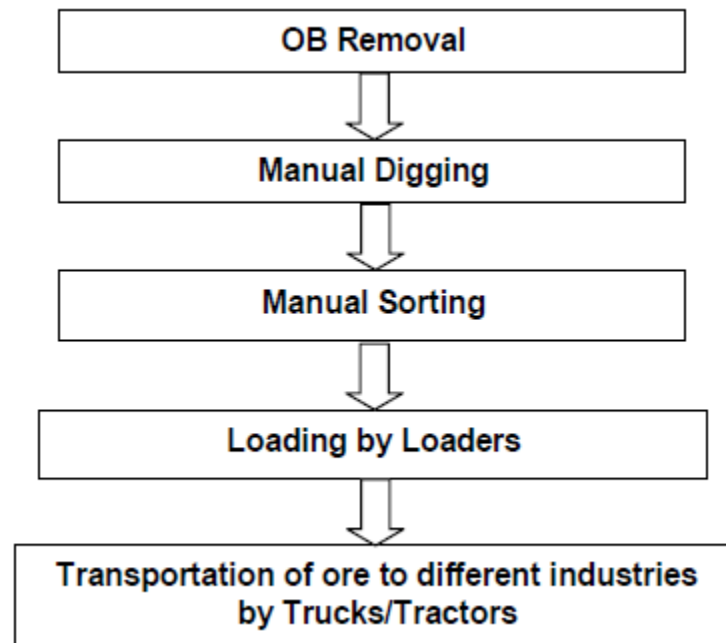 OB Removal
Manual Digging
Manual Sorting
Loading by Loaders
Transportation of ore to different industries
by Trucks/Tractors